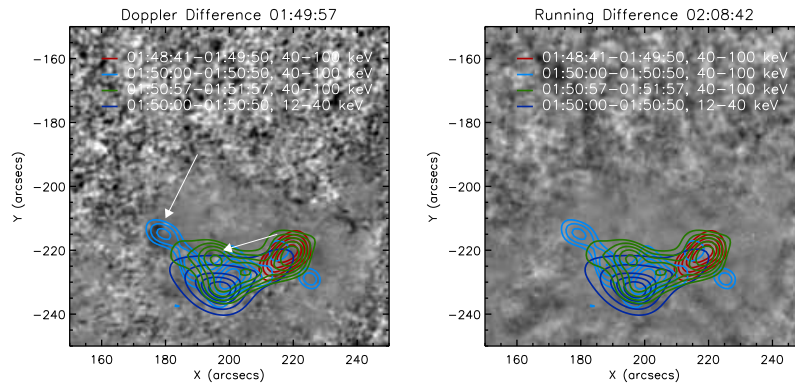 Doppler Difference 01:49:57
01:48:41−01:49:50, 40−100 keV
01:50:00−01:50:50, 40−100 keV
01:50:57−01:51:57, 40−100 keV
01:50:00−01:50:50, 12−40 keV
−160
−180
−200
−220
−240
Y (arcsecs)
160 180 200 220 240
X (arcsecs)
Running Difference 02:08:42
01:48:41−01:49:50, 40−100 keV
01:50:00−01:50:50, 40−100 keV
01:50:57−01:51:57, 40−100 keV
01:50:00−01:50:50, 12−40 keV
−160
−180
−200
−220
−240
Y (arcsecs)
160 180 200 220 240
X (arcsecs)